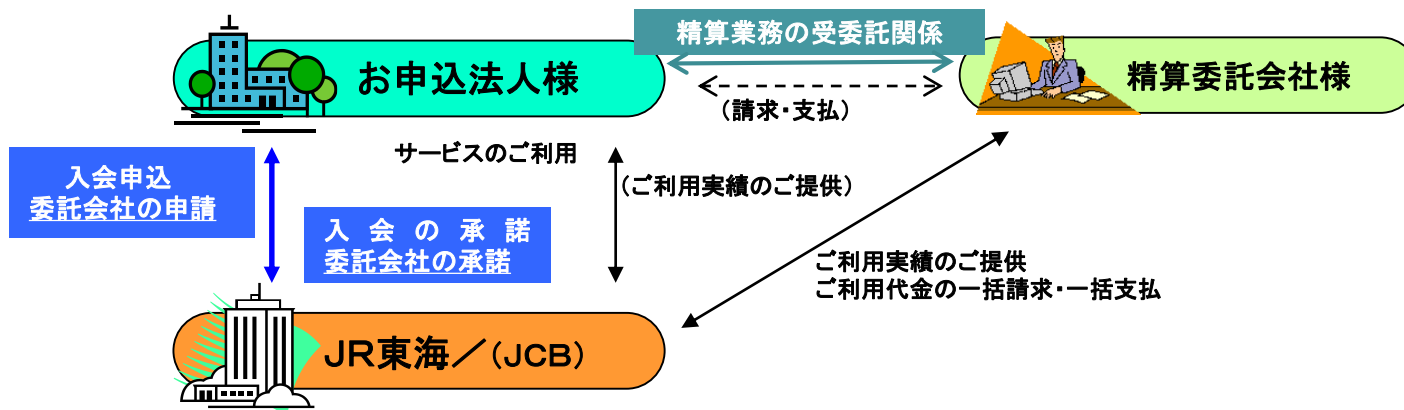 精算業務の受委託関係
お申込法人様
精算委託会社様
（請求・支払）
サービスのご利用
（ご利用実績のご提供）
入会申込
委託会社の申請
入会の承諾
委託会社の承諾
ご利用実績のご提供
ご利用代金の一括請求・一括支払
JR東海／（JCB）